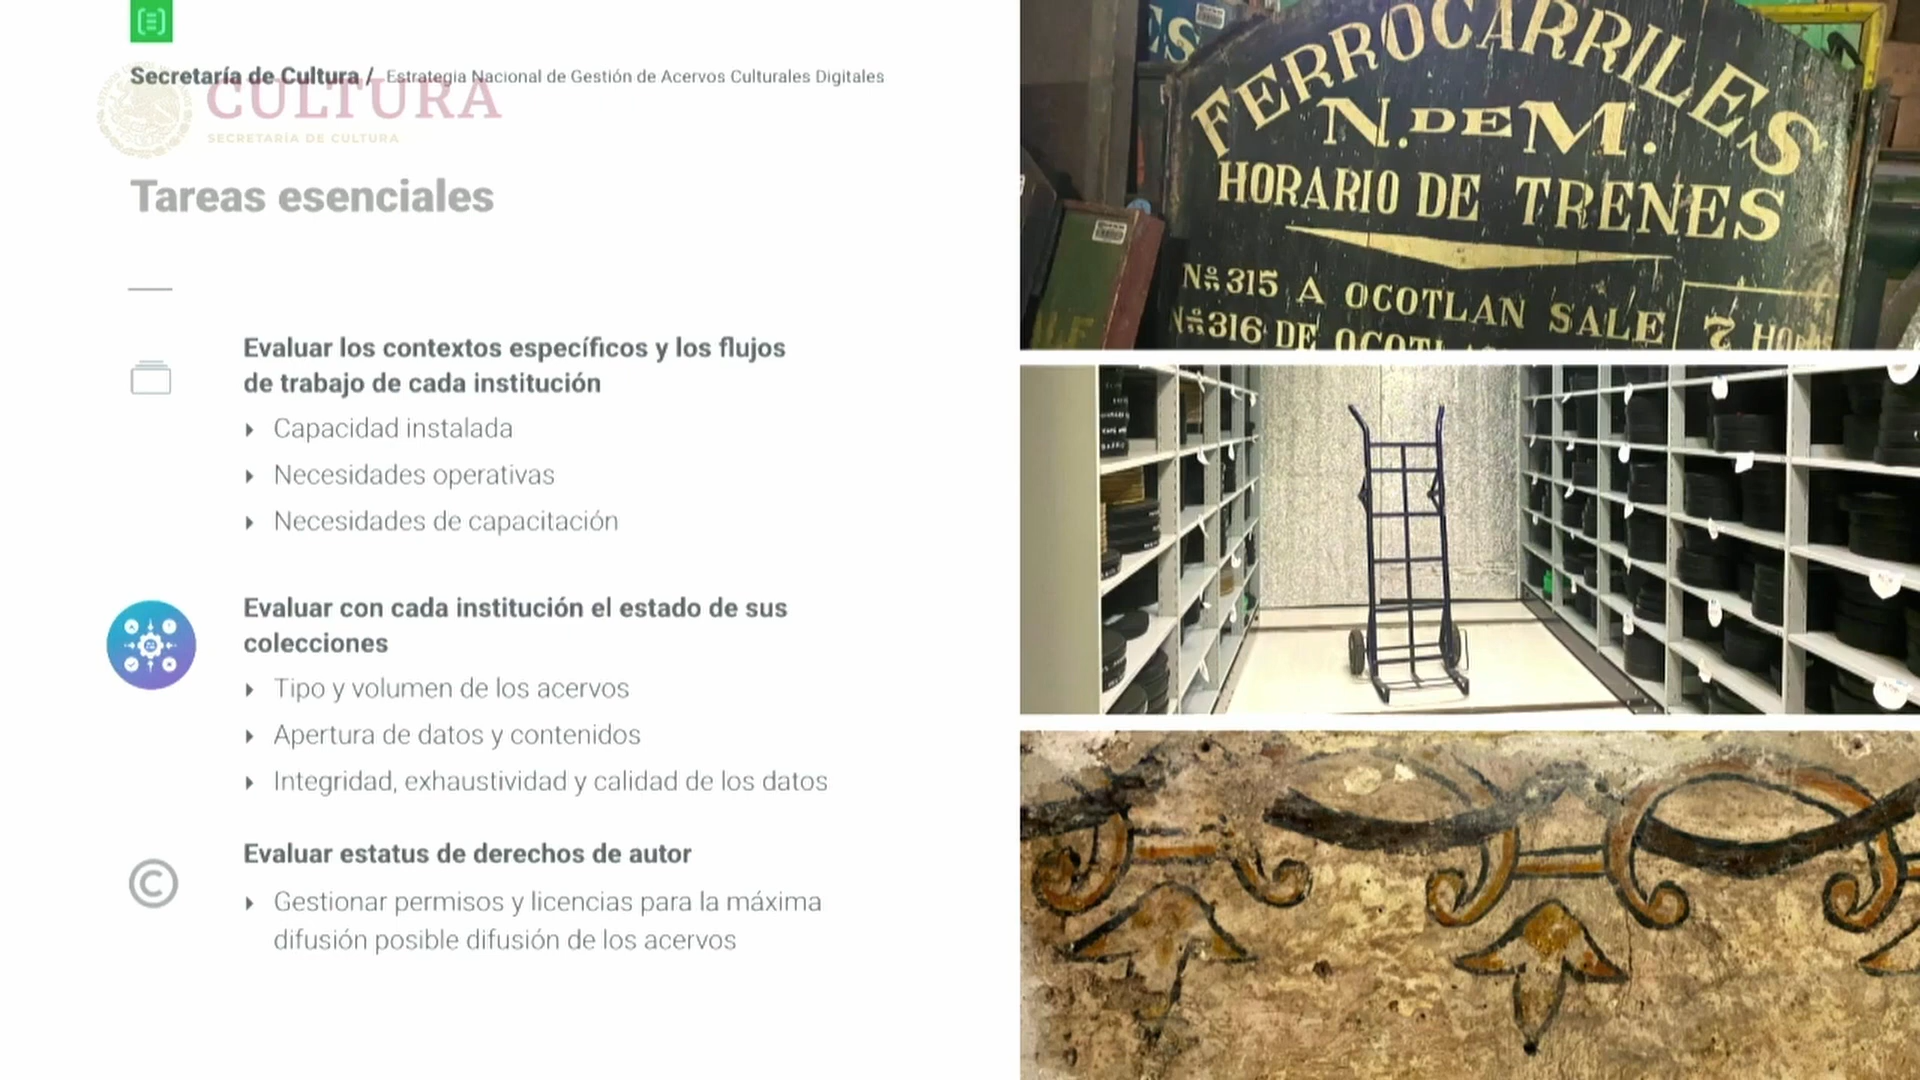 Secretaría de Cultura / Estrategia Nacional de Gestión de Acervos Culturales Digitales
CULTURA
SECRETARÍA DE CULTURA
Tareas esenciales
Evaluar los contextos específicos y los flujos
de trabajo de cada institución
Capacidad instalada
Necesidades operativas
Necesidades de capacitación
Evaluar con cada institución el estado de sus
colecciones
Tipo y volumen de los acervos
Apertura de datos y contenidos
Integridad, exhaustividad y calidad de los datos
Evaluar estatus de derechos de autor
Gestionar permisos y licencias para la máxima
difusión posible difusión de los acervos
FERROCARRILES
N. DE M.
HORARIO DE TRENES
Nº 315 A OCOTLAN SALE
Nº 316 DE